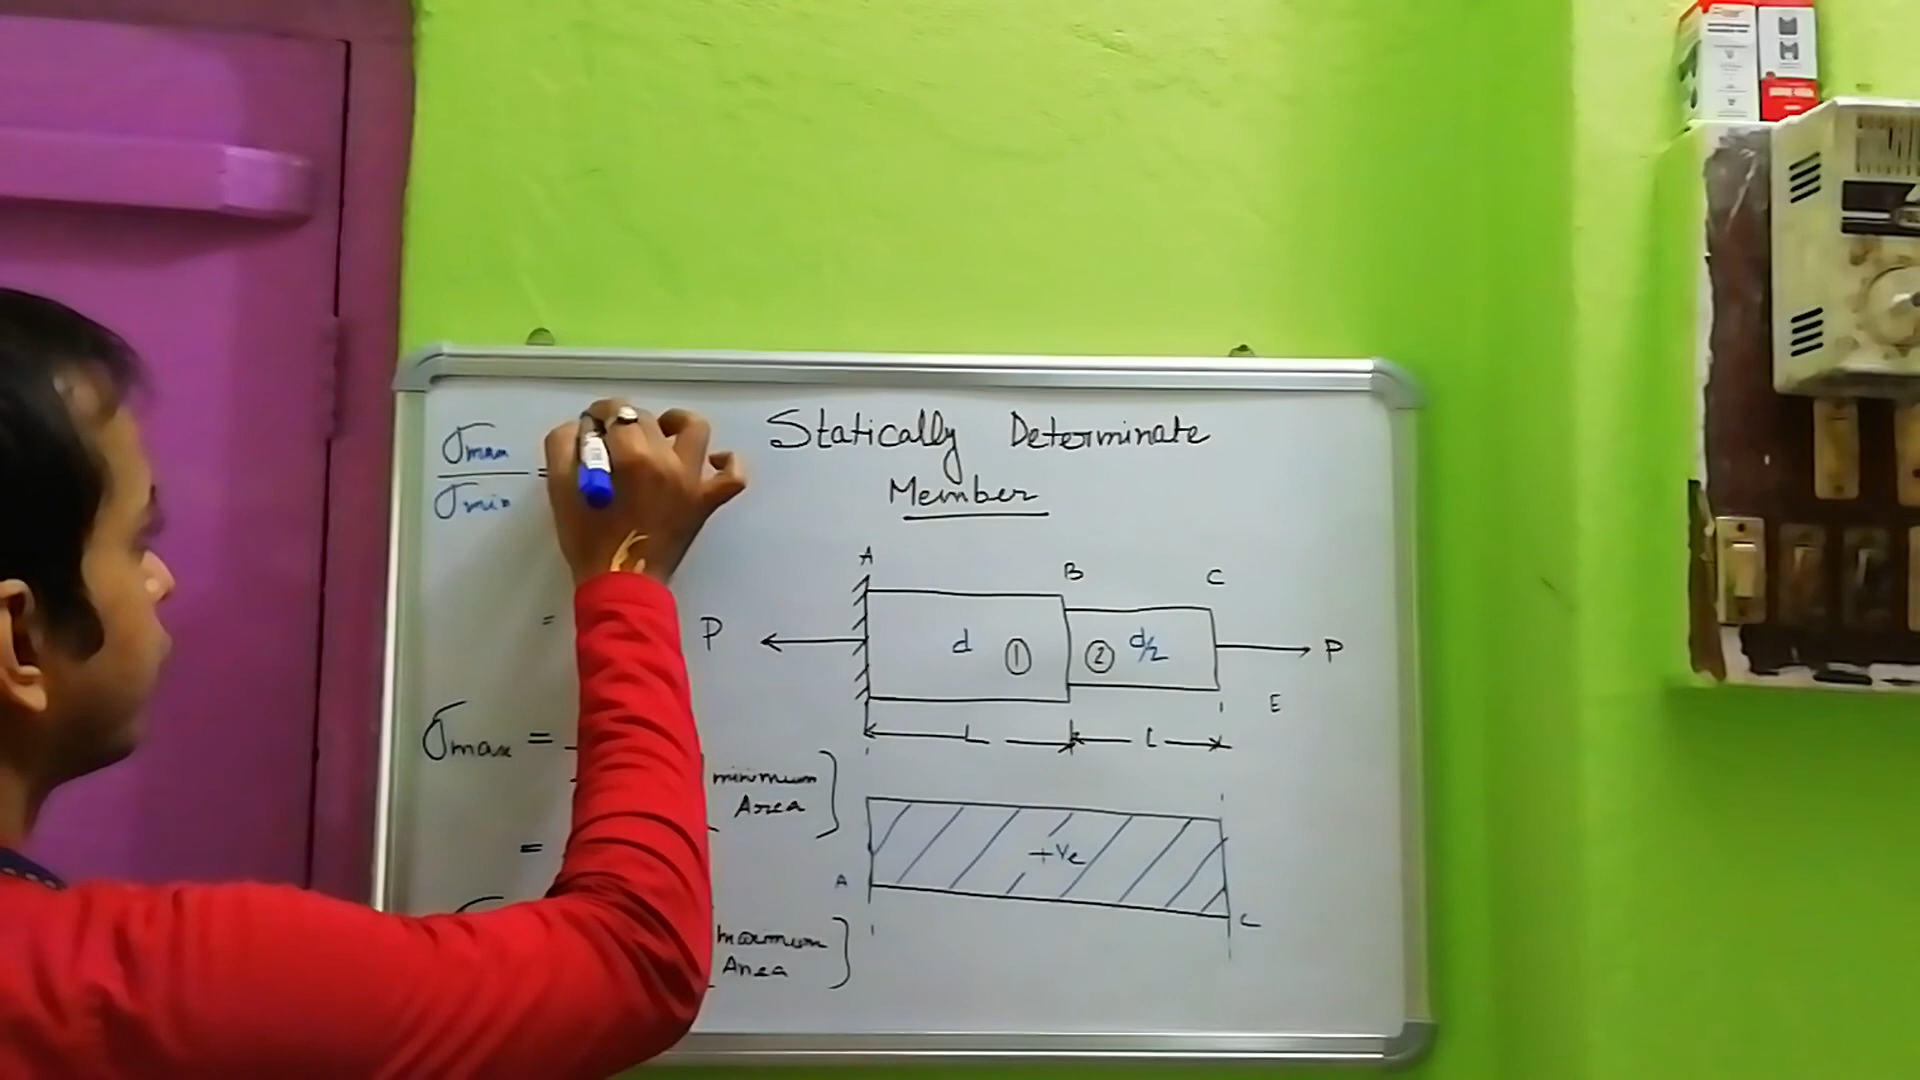 Statically Determinate
Member
σmax
σmin
=
=
A
B
C
P
d
①
②
d/2
P
E
L
L
σmax =
minimum
Area
=
+Ve
A
C
maximum
Area